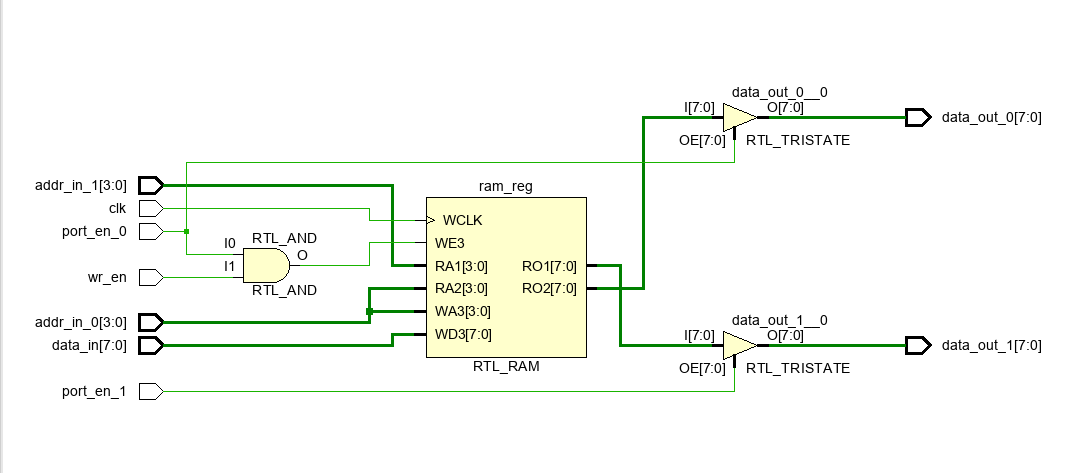 data_out_0__0
I[7:0]
O[7:0]
data_out_0[7:0]
OE[7:0]
RTL_TRISTATE
addr_in_1[3:0]
clk
port_en_0
wr_en
addr_in_0[3:0]
data_in[7:0]
port_en_1
I0
RTL_AND
I1
O
RTL_AND
ram_reg
WCLK
WE3
RA1[3:0]
RO1[7:0]
RA2[3:0]
RO2[7:0]
WA3[3:0]
WD3[7:0]
RTL_RAM
data_out_1__0
I[7:0]
O[7:0]
data_out_1[7:0]
OE[7:0]
RTL_TRISTATE